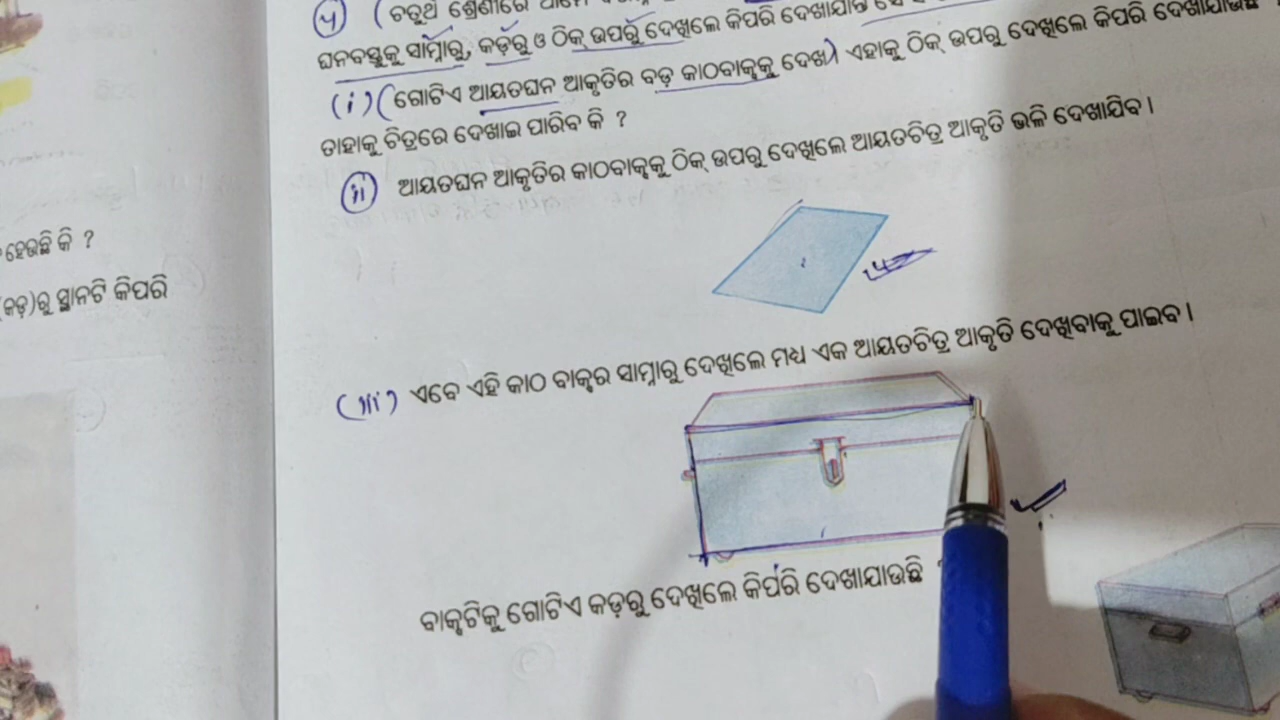 (ଚତୁର୍ଥ ଶ୍ରେଣୀରେ
ଘନବସ୍ତୁକୁ ସାମ୍ନାରୁ, କଡ଼ରୁ ଓ ଠିକ୍ ଉପରୁ ଦେଖିଲେ କିପରି ଦେଖାଯାନ୍ତି
(i) (ଗୋଟିଏ ଆୟତଘନ ଆକୃତିର ବଡ଼ କାଠବାକ୍ସକୁ ଦେଖ) ଏହାକୁ ଠିକ୍ ଉପରୁ ଦେଖିଲେ କିପରି ଦେଖାଯାଉଛି
ତାହାକୁ ଚିତ୍ରରେ ଦେଖାଇ ପାରିବ କି ?
(ii) ଆୟତଘନ ଆକୃତିର କାଠବାକ୍ସକୁ ଠିକ୍ ଉପରୁ ଦେଖିଲେ ଆୟତଚିତ୍ର ଆକୃତି ଭଳି ଦେଖାଯିବ ।
ହେଉଛି କି ?
(କଡ଼)ରୁ ସ୍ଥାନଟି କିପରି
(iii) ଏବେ ଏହି କାଠ ବାକ୍ସର ସାମ୍ନାରୁ ଦେଖିଲେ ମଧ୍ୟ ଏକ ଆୟତଚିତ୍ର ଆକୃତି ଦେଖିବାକୁ ପାଇବ ।
ବାକ୍ସଟିକୁ ଗୋଟିଏ କଡ଼ରୁ ଦେଖିଲେ କିପରି ଦେଖାଯାଉଛି